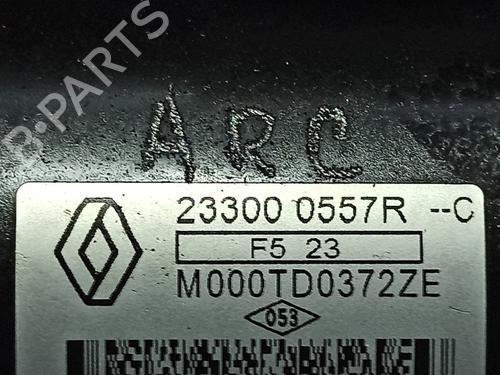 B-PARTS
ARC
23300 0557R --C
F5 23
M000TD0372ZE
053